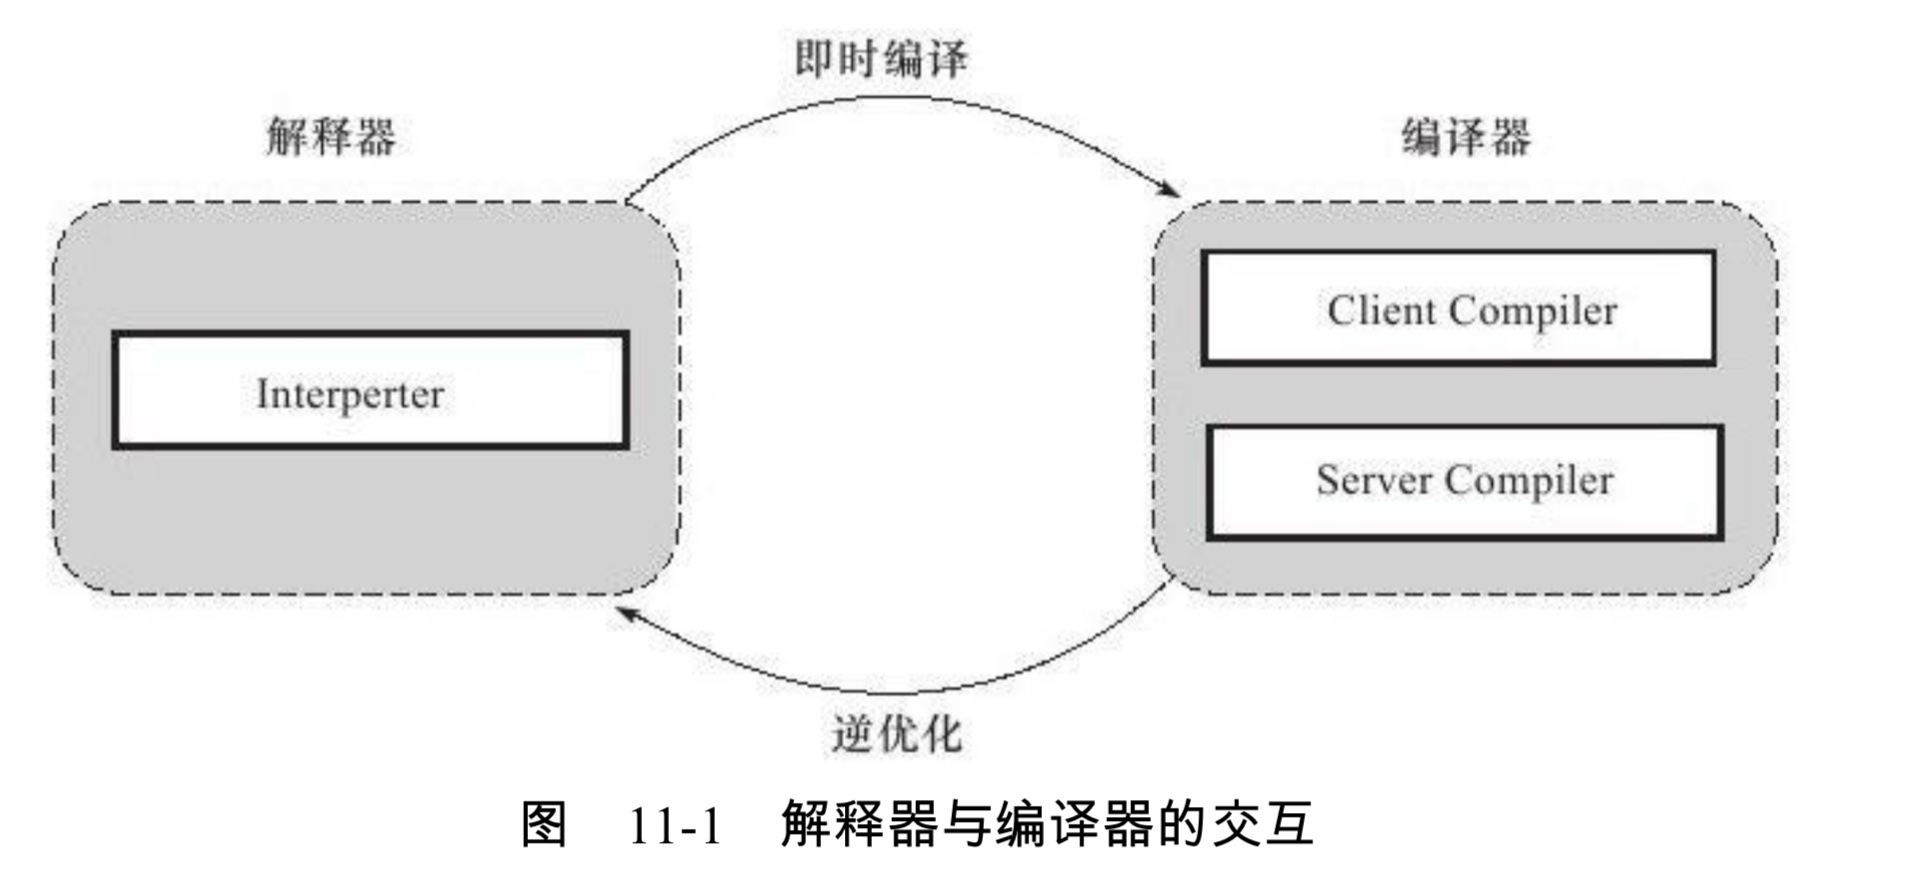 即时编译
解释器
编译器
Client Compiler
Interperter
Server Compiler
逆优化
图 11-1 解释器与编译器的交互